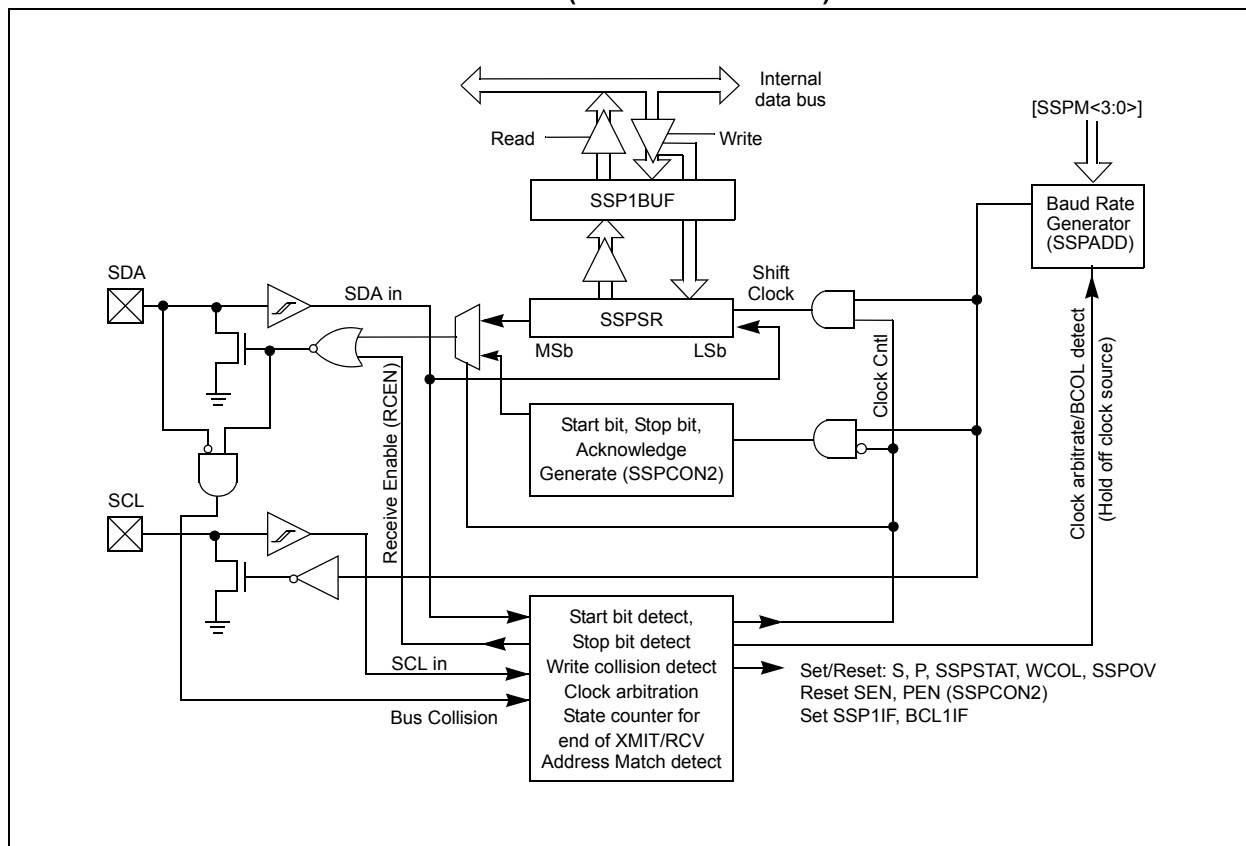 Internal
data bus
[SSPM<3:0>]
Read
Write
SSP1BUF
Baud Rate
Generator
(SSPADD)
SDA
Shift
Clock
SDA in
SSPSR
MSb
LSb
Clock Cntl
Clock arbitrate/BCOL detect
(Hold off clock source)
Receive Enable (RCEN)
Start bit, Stop bit,
Acknowledge
Generate (SSPCON2)
SCL
Start bit detect,
Stop bit detect
Write collision detect
Clock arbitration
State counter for
end of XMIT/RCV
Address Match detect
SCL in
Bus Collision
Set/Reset: S, P, SSPSTAT, WCOL, SSPOV
Reset SEN, PEN (SSPCON2)
Set SSP1IF, BCL1IF